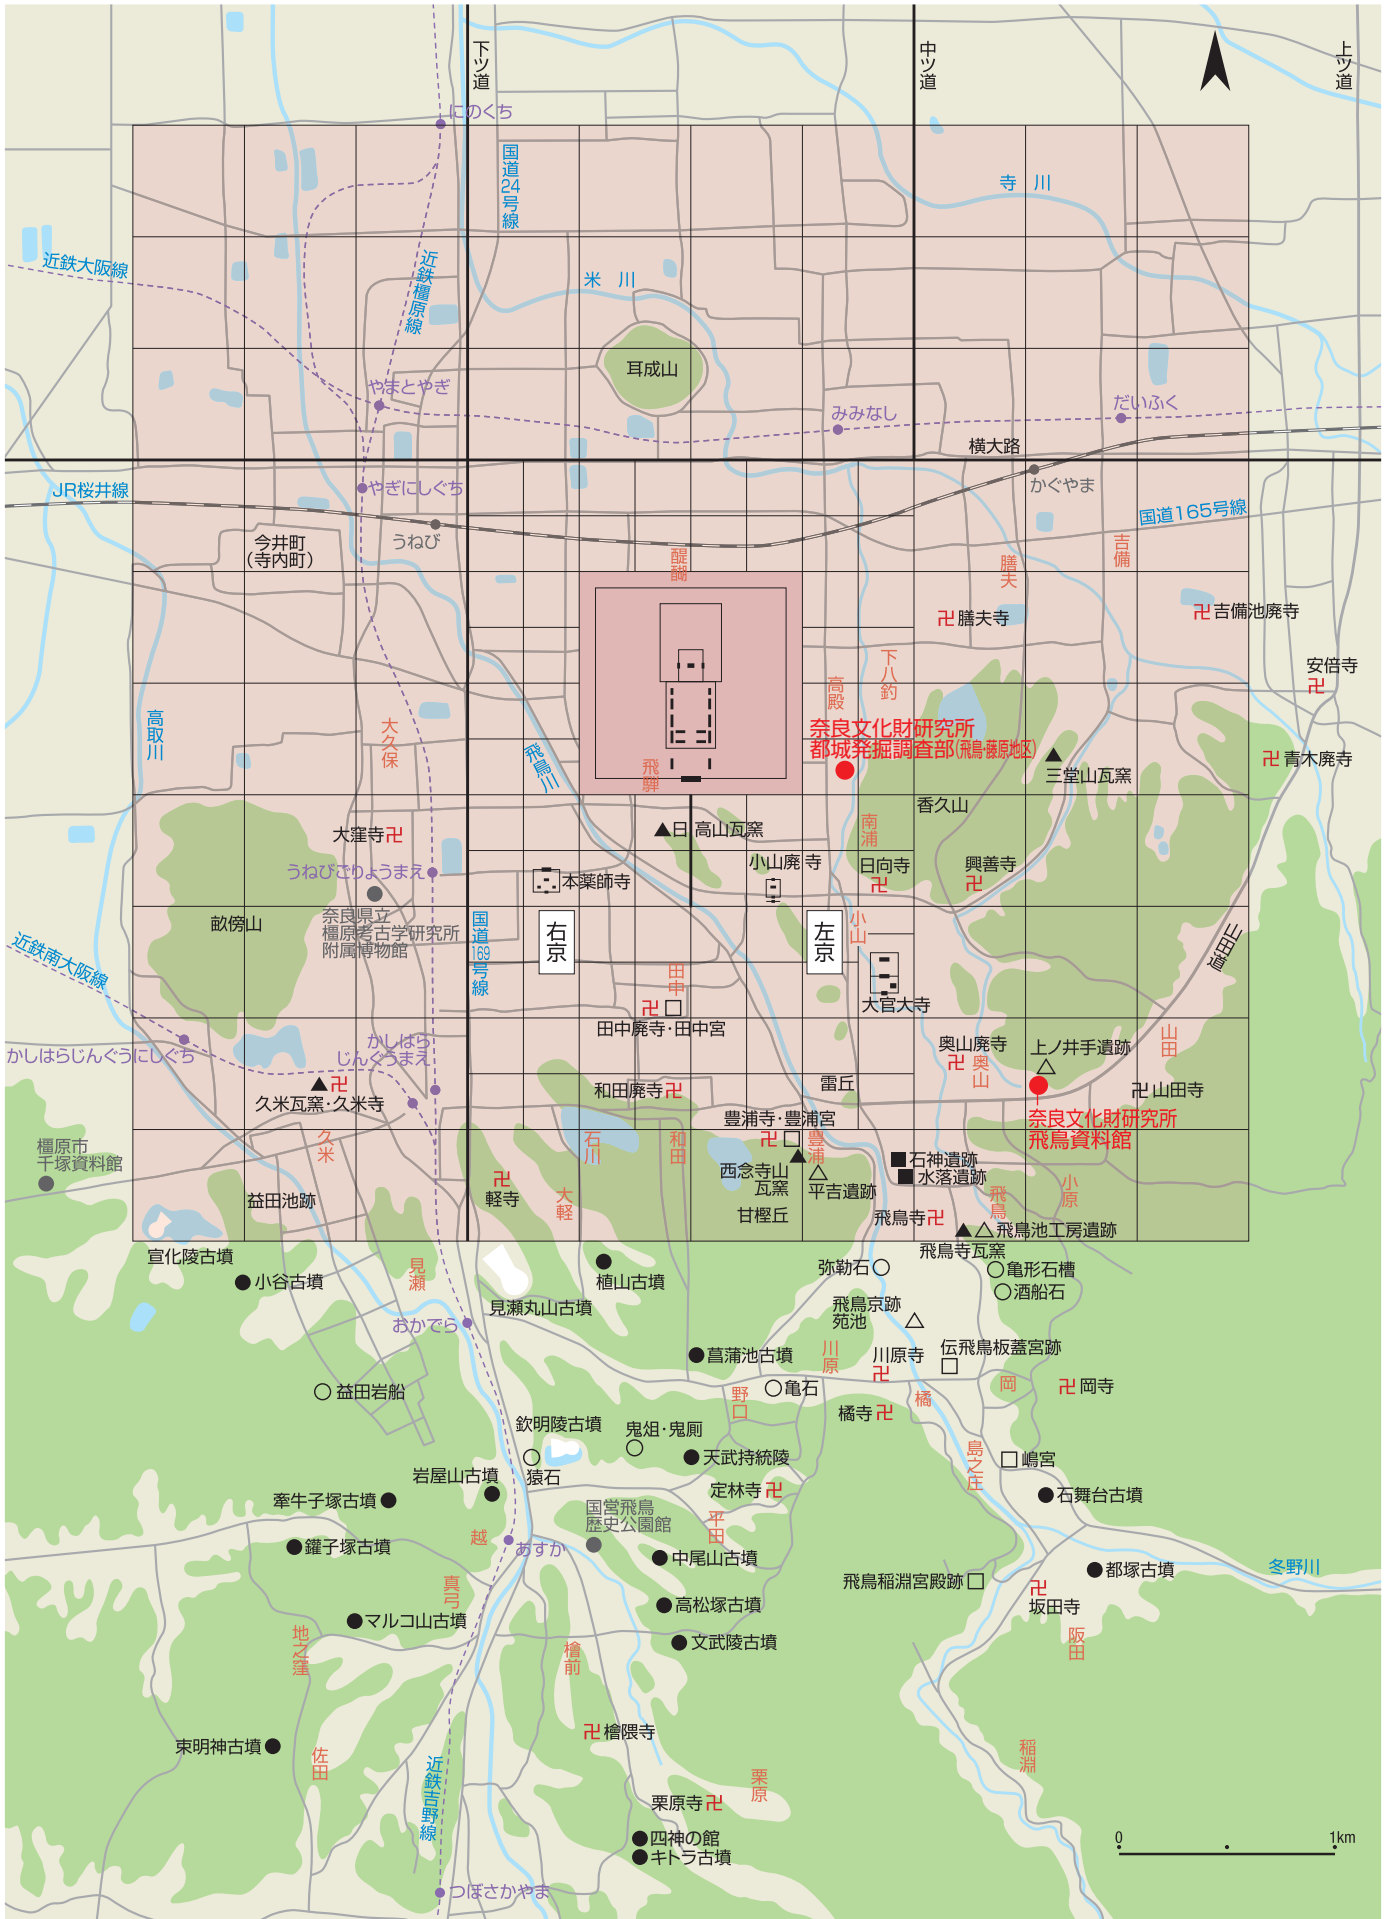 下ツ道
中ツ道
上ツ道
にのくち
国道24号線
寺 川
近鉄大阪線
近鉄橿原線
米 川
耳成山
やまとやぎ
みみなし
だいふく
横大路
JR桜井線
やぎにしぐち
かぐやま
国道165号線
うねび
今井町
(寺内町)
醍醐
膳夫
吉備
卍膳夫寺
卍吉備池廃寺
下八釣
高殿
安倍寺
卍
高取川
大久保
飛鳥川
飛騨
奈良文化財研究所
都城発掘調査部(飛鳥・藤原地区)
三堂山瓦窯
卍青木廃寺
香久山
大窪寺卍
日高山瓦窯
南浦
小山廃寺
日向寺
卍
興善寺
卍
うねびごりょうまえ
本薬師寺
奈良県立
橿原考古学研究所
附属博物館
畝傍山
国道169号線
右京
左京
小山
山田道
近鉄南大阪線
田中
卍
田中廃寺・田中宮
大官大寺
かしはらじんぐうにしぐち
かしはら
じんぐうまえ
奥山廃寺
卍
奥山
上ノ井手遺跡
山田
卍
久米瓦窯・久米寺
和田廃寺卍
雷丘
卍山田寺
奈良文化財研究所
飛鳥資料館
橿原市
千塚資料館
久米
石川
和田
豊浦寺・豊浦宮
卍
豊浦
石神遺跡
水落遺跡
西念寺山
瓦窯
平吉遺跡
卍
軽寺
大軽
益田池跡
甘樫丘
飛鳥寺卍
飛鳥
小原
飛鳥池工房遺跡
飛鳥寺瓦窯
宣化陵古墳
小谷古墳
見瀬
植山古墳
弥勒石
亀形石槽
酒船石
見瀬丸山古墳
飛鳥京跡
苑池
おかでら
菖蒲池古墳
川原
川原寺
卍
伝飛鳥板蓋宮跡
益田岩船
野口
亀石
橘
岡
卍岡寺
橘寺卍
欽明陵古墳
鬼俎・鬼厠
猿石
天武持統陵
島之庄
嶋宮
岩屋山古墳
牽牛子塚古墳
定林寺卍
石舞台古墳
国営飛鳥
歴史公園館
平田
越
おすか
鑵子塚古墳
中尾山古墳
冬野川
都塚古墳
飛鳥稲淵宮殿跡
卍
坂田寺
真弓
マルコ山古墳
高松塚古墳
文武陵古墳
地之窪
檜前
阪田
卍檜隈寺
束明神古墳
佐田
稲淵
近鉄吉野線
栗原
栗原寺卍
四神の館
キトラ古墳
つぼさかやま
0
1km